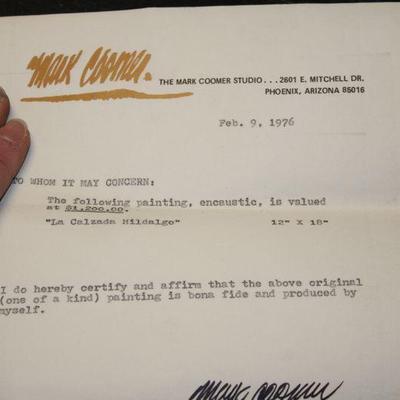 mark coomer.
THE MARK COOMER STUDIO . . . 2601 E. MITCHELL DR.
PHOENIX, ARIZONA 85016
Feb. 9, 1976
TO WHOM IT MAY CONCERN:
The following painting, encaustic, is valued
at $1,200.00.
"La Calzada Hildalgo" 12" X 18"
I do hereby certify and affirm that the above original
(one of a kind) painting is bona fide and produced by
myself.
mark coomer